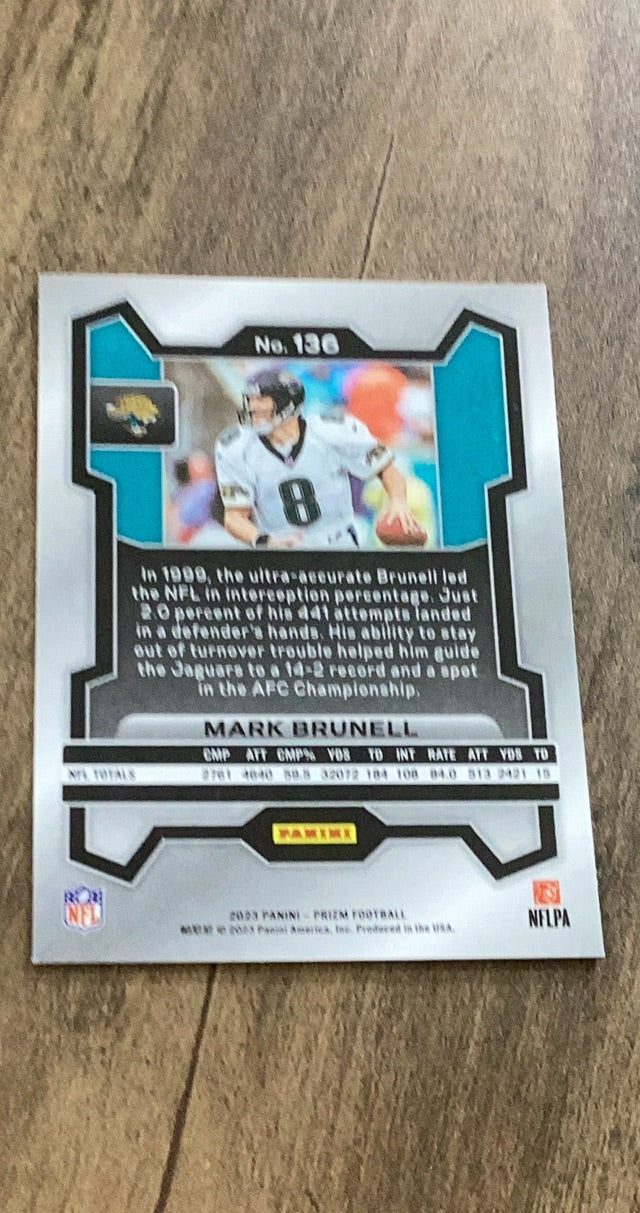 No. 136
8
In 1999, the ultra-accurate Brunell led
the NFL in interception percentage. Just
2.0 percent of his 441 attempts landed
in a defender's hands. His ability to stay
out of turnover trouble helped him guide
the Jaguars to a 14-2 record and a spot
in the AFC Championship.
MARK BRUNELL
CMP ATT CMP% YDS TD INT RATE ATT YDS TD
NFL TOTALS 2761 4640 59.5 32072 184 108 84.0 513 2421 15
PANINI
NFL
NFLPA
2023 PANINI – PRIZM FOOTBALL
© 2023 Panini America, Inc. Produced in the USA.